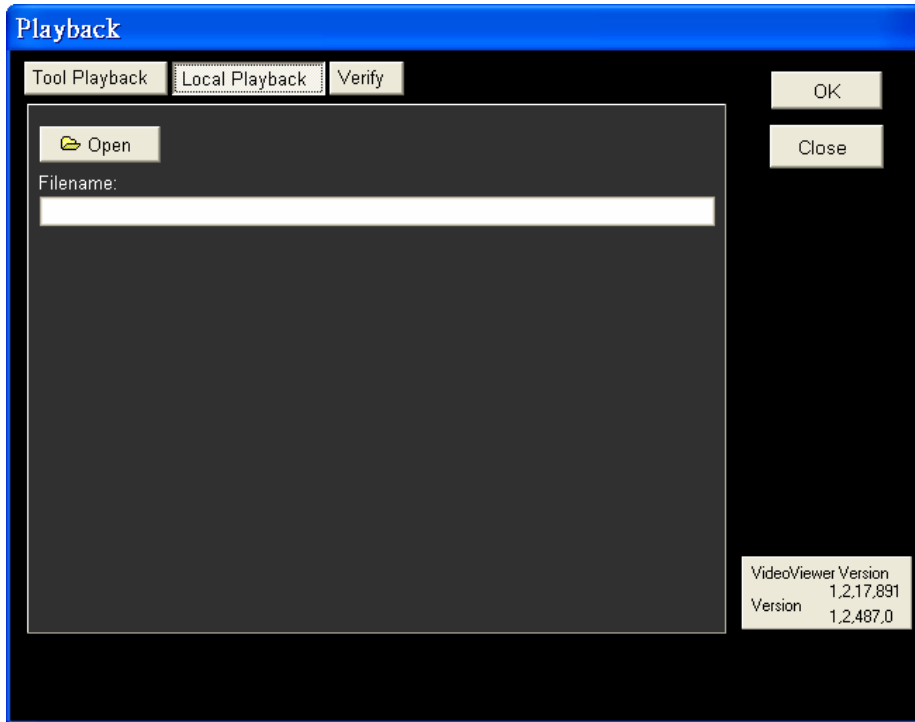 Playback
Tool Playback
Local Playback
Verify
OK
Open
Close
Filename:
VideoViewer Version
1,2,17,891
Version
1,2,487,0